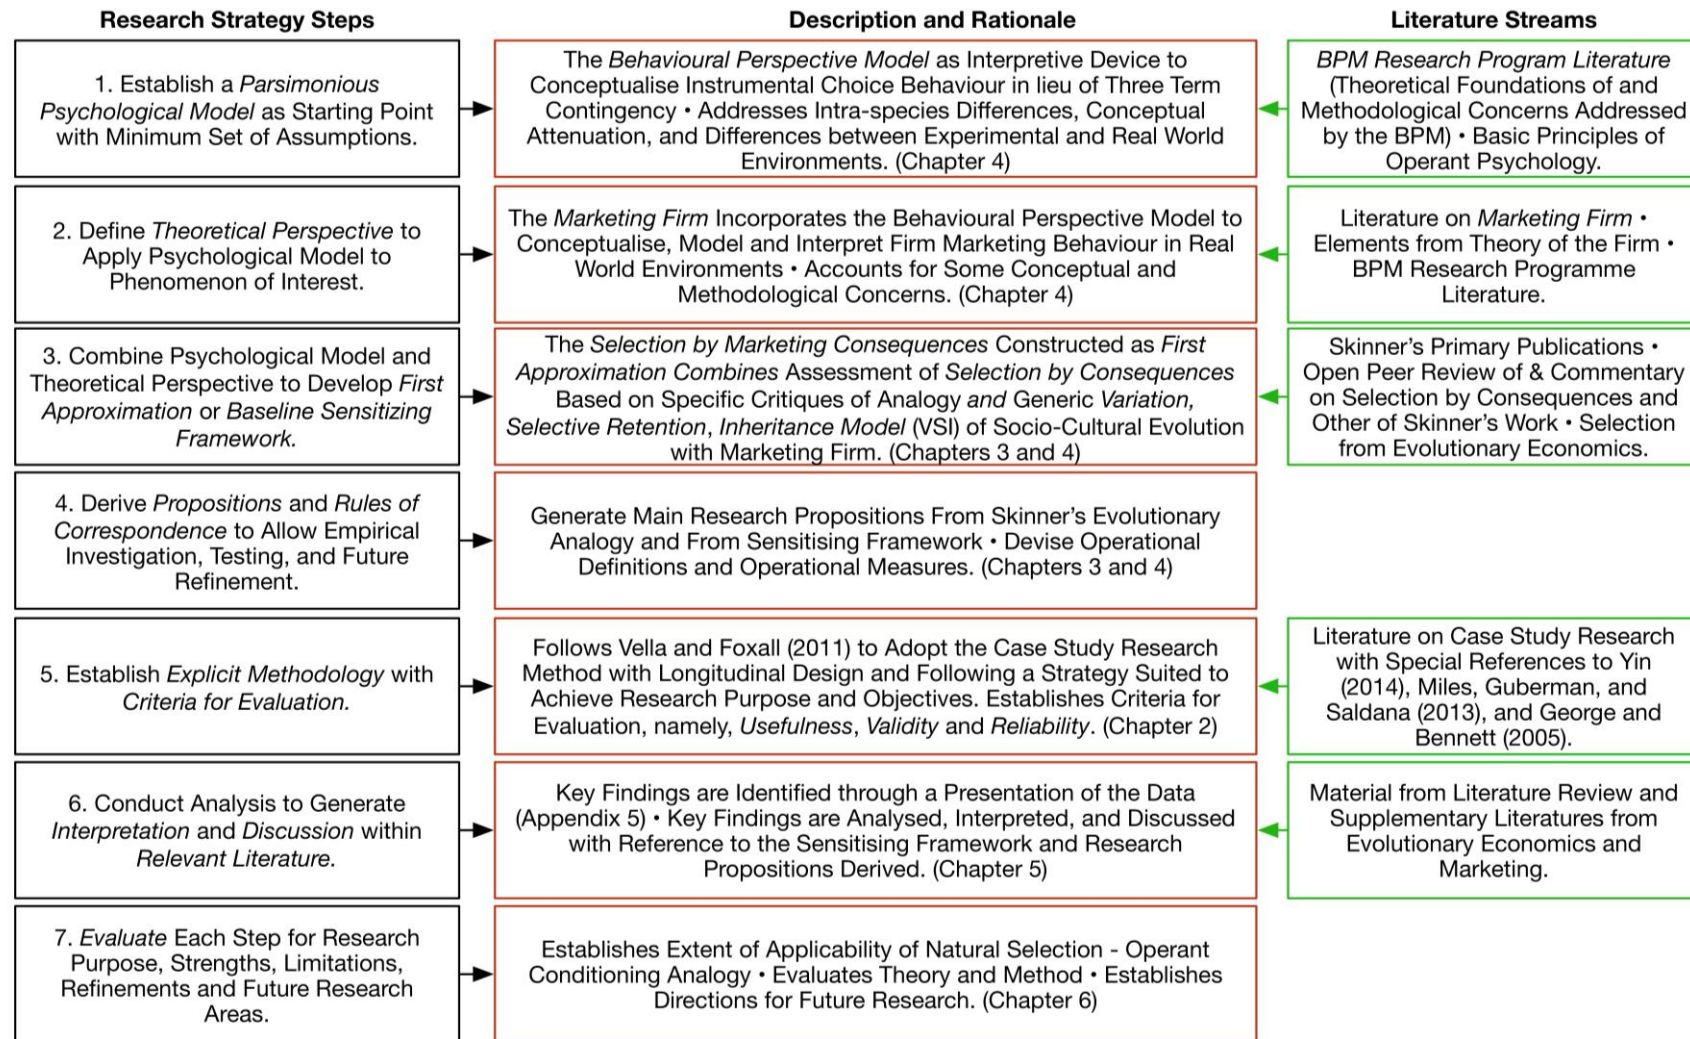 Research Strategy Steps
Description and Rationale
Literature Streams
1. Establish a Parsimonious
Psychological Model as Starting Point
with Minimum Set of Assumptions.
The Behavioural Perspective Model as Interpretive Device to
Conceptualise Instrumental Choice Behaviour in lieu of Three Term
Contingency • Addresses Intra-species Differences, Conceptual
Attenuation, and Differences between Experimental and Real World
Environments. (Chapter 4)
BPM Research Program Literature
(Theoretical Foundations of and
Methodological Concerns Addressed
by the BPM) • Basic Principles of
Operant Psychology.
2. Define Theoretical Perspective to
Apply Psychological Model to
Phenomenon of Interest.
The Marketing Firm Incorporates the Behavioural Perspective Model to
Conceptualise, Model and Interpret Firm Marketing Behaviour in Real
World Environments • Accounts for Some Conceptual and
Methodological Concerns. (Chapter 4)
Literature on Marketing Firm •
Elements from Theory of the Firm •
BPM Research Programme
Literature.
3. Combine Psychological Model and
Theoretical Perspective to Develop First
Approximation or Baseline Sensitizing
Framework.
The Selection by Marketing Consequences Constructed as First
Approximation Combines Assessment of Selection by Consequences
Based on Specific Critiques of Analogy and Generic Variation,
Selective Retention, Inheritance Model (VSI) of Socio-Cultural Evolution
with Marketing Firm. (Chapters 3 and 4)
Skinner's Primary Publications •
Open Peer Review of & Commentary
on Selection by Consequences and
Other of Skinner's Work • Selection
from Evolutionary Economics.
4. Derive Propositions and Rules of
Correspondence to Allow Empirical
Investigation, Testing, and Future
Refinement.
Generate Main Research Propositions From Skinner's Evolutionary
Analogy and From Sensitising Framework • Devise Operational
Definitions and Operational Measures. (Chapters 3 and 4)
5. Establish Explicit Methodology with
Criteria for Evaluation.
Follows Vella and Foxall (2011) to Adopt the Case Study Research
Method with Longitudinal Design and Following a Strategy Suited to
Achieve Research Purpose and Objectives. Establishes Criteria for
Evaluation, namely, Usefulness, Validity and Reliability. (Chapter 2)
Literature on Case Study Research
with Special References to Yin
(2014), Miles, Guberman, and
Saldana (2013), and George and
Bennett (2005).
6. Conduct Analysis to Generate
Interpretation and Discussion within
Relevant Literature.
Key Findings are Identified through a Presentation of the Data
(Appendix 5) • Key Findings are Analysed, Interpreted, and Discussed
with Reference to the Sensitising Framework and Research
Propositions Derived. (Chapter 5)
Material from Literature Review and
Supplementary Literatures from
Evolutionary Economics and
Marketing.
7. Evaluate Each Step for Research
Purpose, Strengths, Limitations,
Refinements and Future Research
Areas.
Establishes Extent of Applicability of Natural Selection - Operant
Conditioning Analogy • Evaluates Theory and Method • Establishes
Directions for Future Research. (Chapter 6)